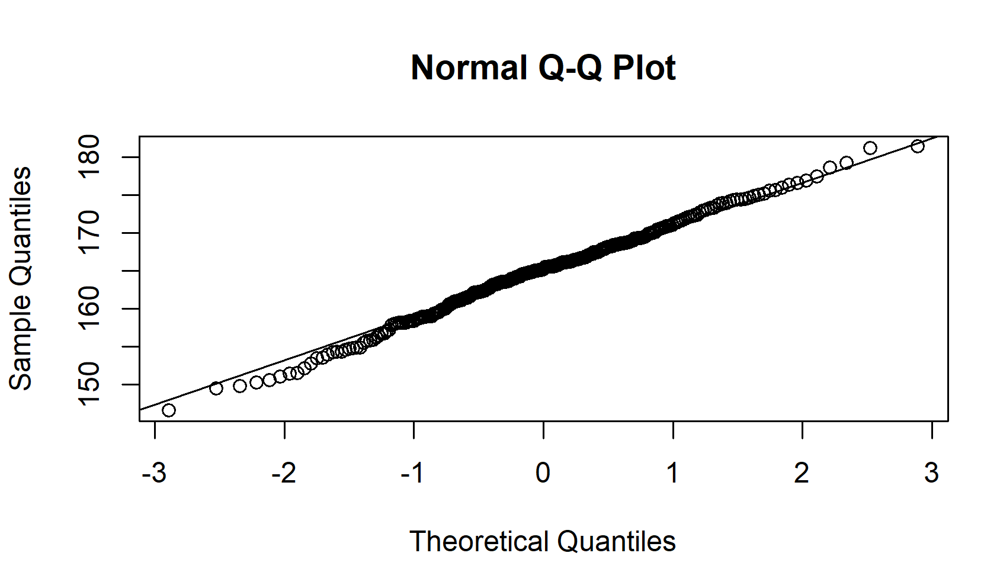 Normal Q-Q Plot
Sample Quantiles
180
170
160
150
-3 -2 -1 0 1 2 3
Theoretical Quantiles